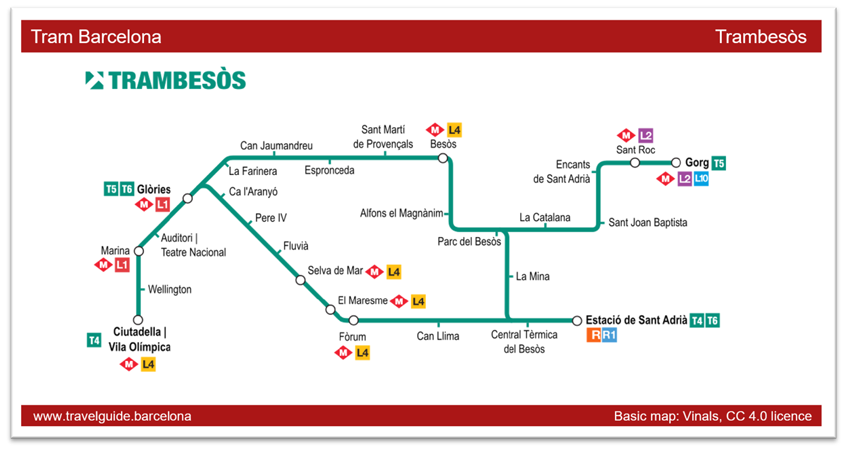 Tram Barcelona
Trambesòs
TRAMBESÒS
Can Jaumandreu
Sant Martí
de Provençals
M L4
Besòs
La Farinera
Espronceda
M L2
Sant Roc
Gorg T5
M L2 L10
Encants
de Sant Adrià
T5 T6 Glòries
M L1
Ca l'Aranyó
Pere IV
Alfons el Magnànim
La Catalana
Sant Joan Baptista
Parc del Besòs
Marina
M L1
Auditori |
Teatre Nacional
Fluvià
Selva de Mar M L4
La Mina
Wellington
El Maresme M L4
T4
Ciutadella |
Vila Olímpica
M L4
Fòrum
M L4
Can Llima
Central Tèrmica
del Besòs
Estació de Sant Adrià T4 T6
R R1
www.travelguide.barcelona
Basic map: Vinals, CC 4.0 licence